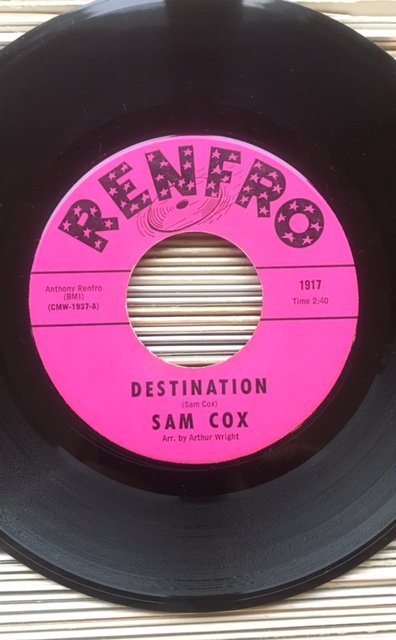 RENFRO
Anthony Renfro
(BMI)
(CMW-1937-A)
1917
Time 2:40
DESTINATION
(Sam Cox)
SAM COX
Arr. by Arthur Wright